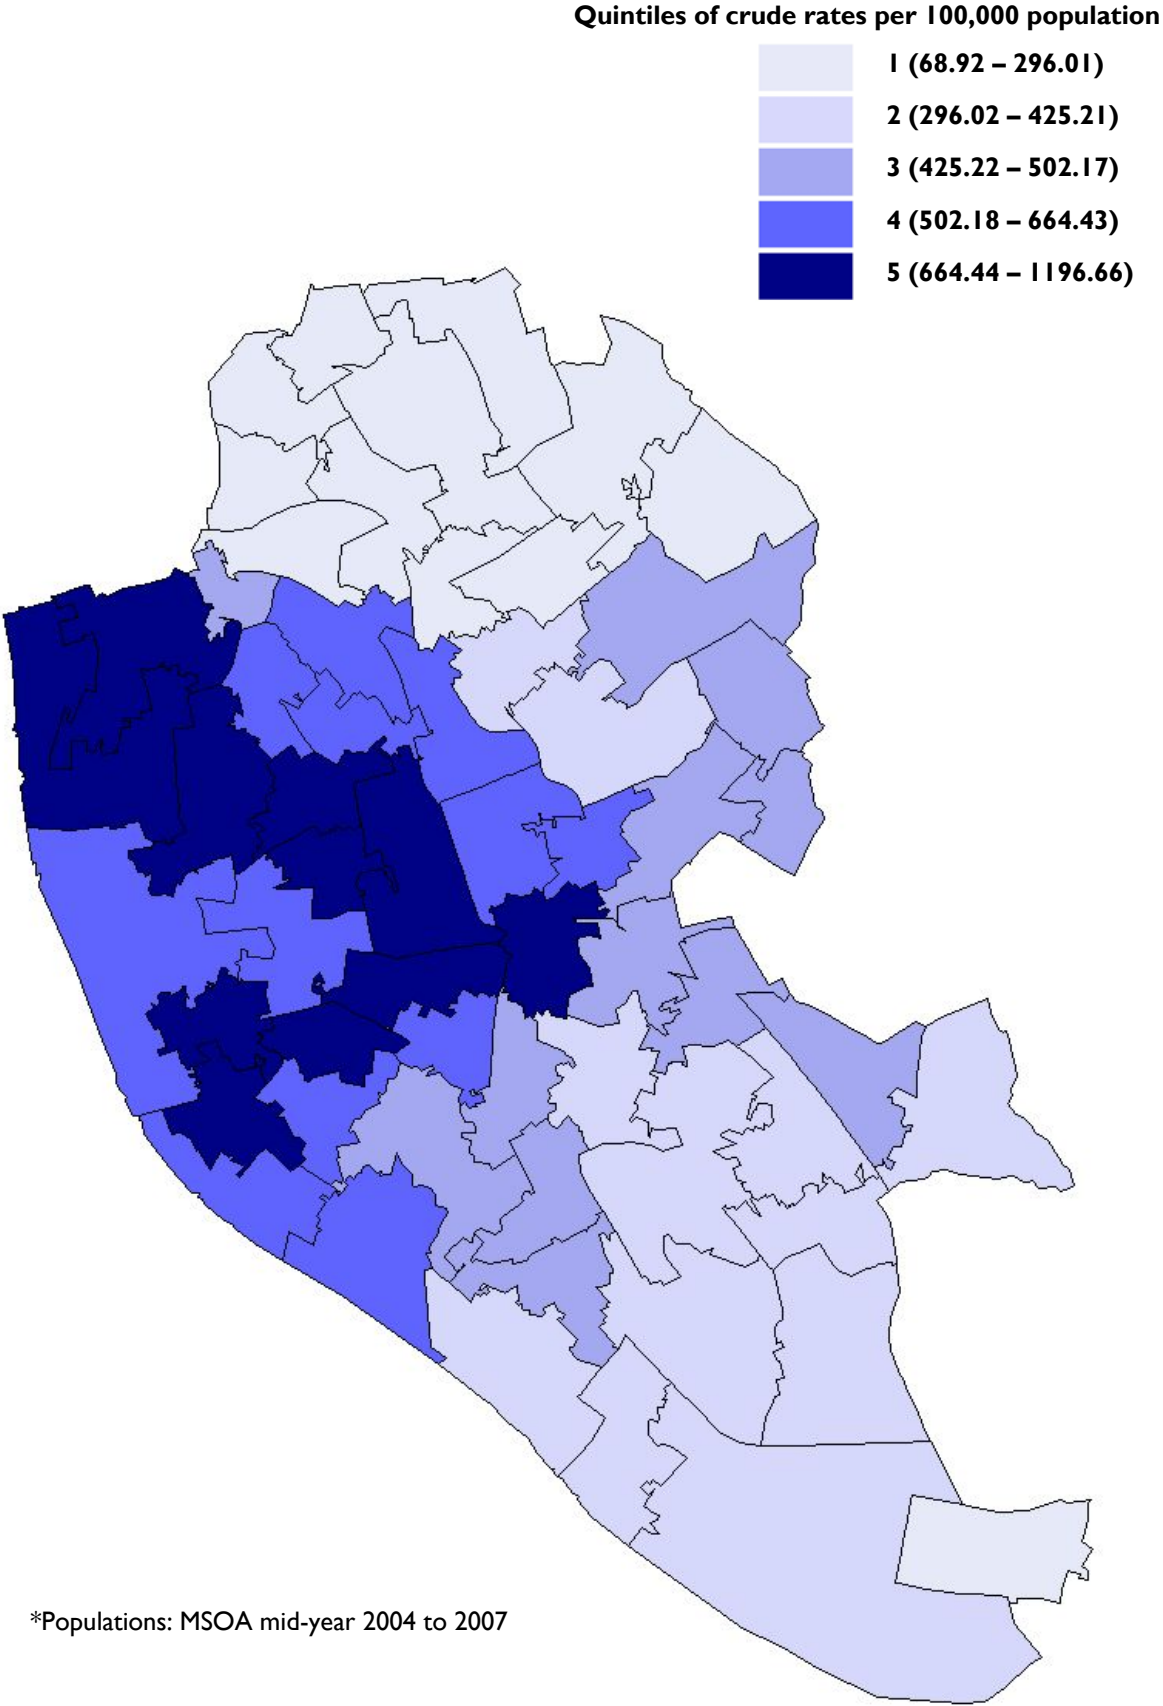 Quintiles of crude rates per 100,000 population
1 (68.92 – 296.01)
2 (296.02 – 425.21)
3 (425.22 – 502.17)
4 (502.18 – 664.43)
5 (664.44 – 1196.66)
*Populations: MSOA mid-year 2004 to 2007